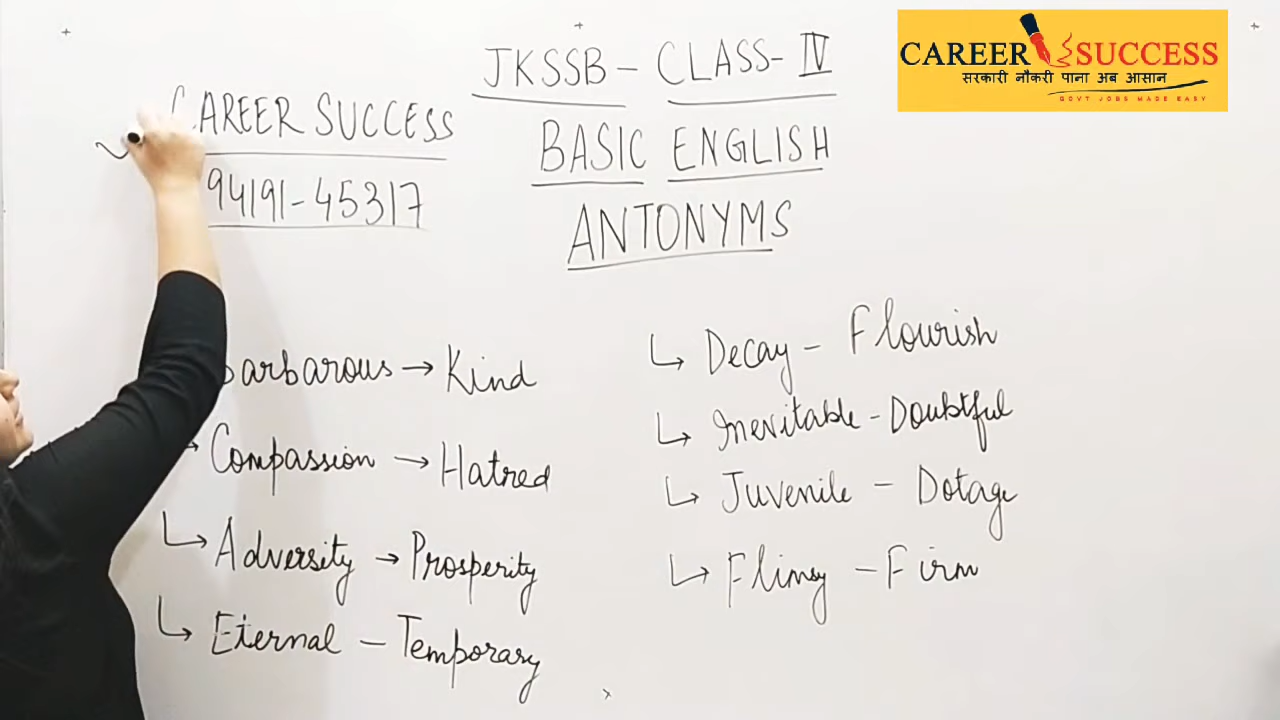 JKSSB - CLASS - IV
BASIC ENGLISH
ANTONYMS
CAREER SUCCESS
94191-45317
CAREER SUCCESS
सरकारी नौकरी पाना अब आसान
GOVT JOBS MADE EASY
Barbarous → Kind
Compassion → Hatred
Adversity → Prosperity
Eternal - Temporary
Decay - Flourish
Inevitable - Doubtful
Juvenile - Dotage
Flimsy - Firm